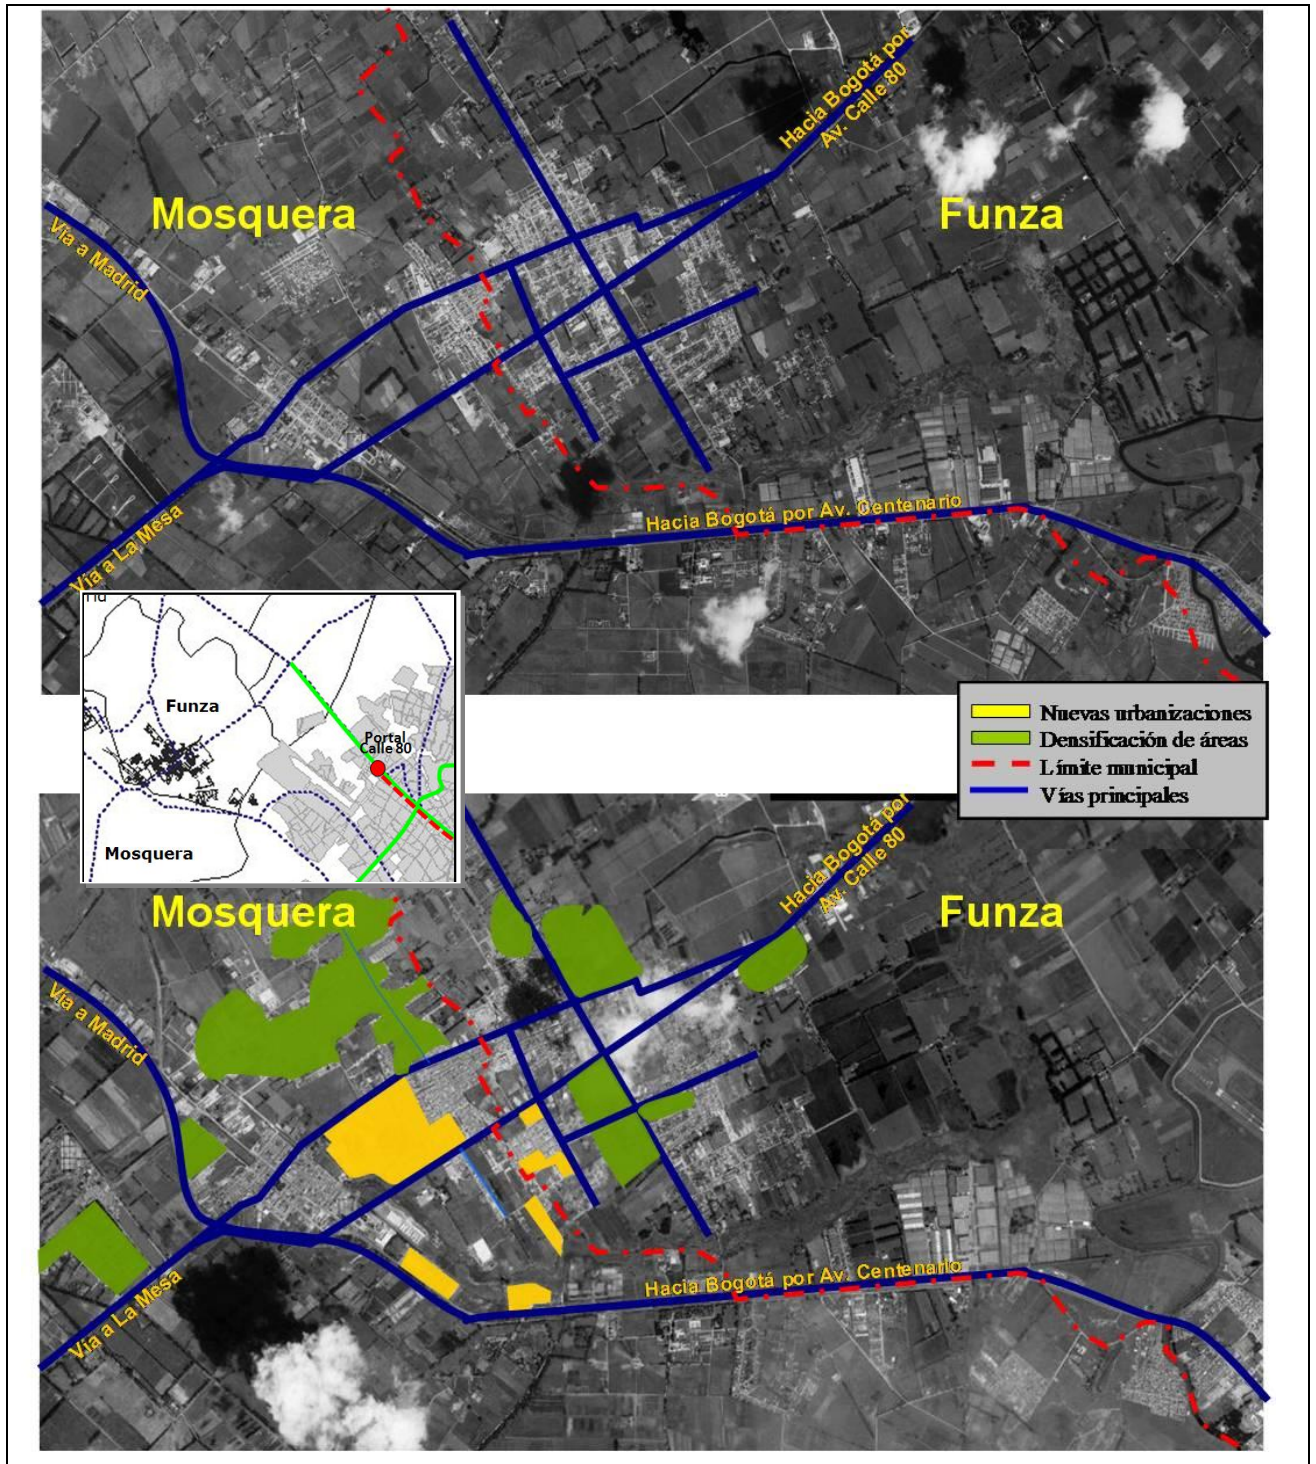 Hacia Bogotá por
Av. Calle 80
Mosquera
Funza
Vía a Madrid
Hacia Bogotá por Av. Centenario
Vía a La Mesa
Funza
Portal
Calle 80
Mosquera
Nuevas urbanizaciones
Densificación de áreas
Límite municipal
Vías principales
Hacia Bogotá por
Av. Calle 80
Mosquera
Funza
Vía a Madrid
Hacia Bogotá por Av. Centenario
Vía a La Mesa